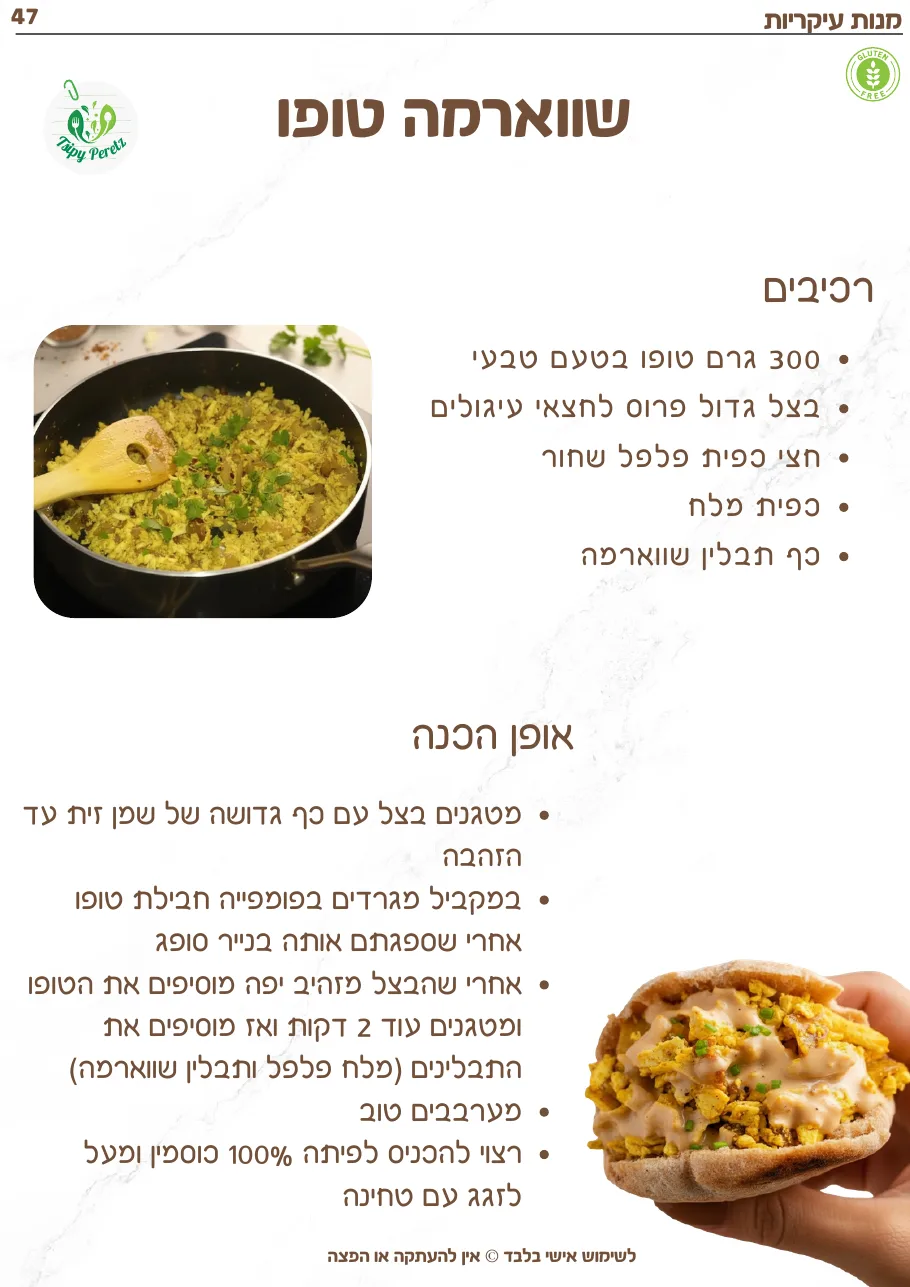 מנות עיקריות
47
GLUTEN
FREE
Tsipy Peretz
שווארמה טופו
רכיבים
• 300 גרם טופו בטעם טבעי
• בצל גדול פרוס לחצאי עיגולים
• חצי כפית פלפל שחור
• כפית מלח
• כף תבלין שווארמה
אופן הכנה
• מטגנים בצל עם כף גדושה של שמן זית עד
הזהבה
• במקביל מגרדים בפומפייה חבילת טופו
אחרי שספגתם אותה בנייר סופג
• אחרי שהבצל מזהיב יפה מוסיפים את הטופו
ומטגנים עוד 2 דקות ואז מוסיפים את
התבלינים (מלח פלפל ותבלין שווארמה)
• מערבבים טוב
• רצוי להכניס לפיתה 100% כוסמין ומעל
לזגג עם טחינה
לשימוש אישי בלבד © אין להעתקה או הפצה